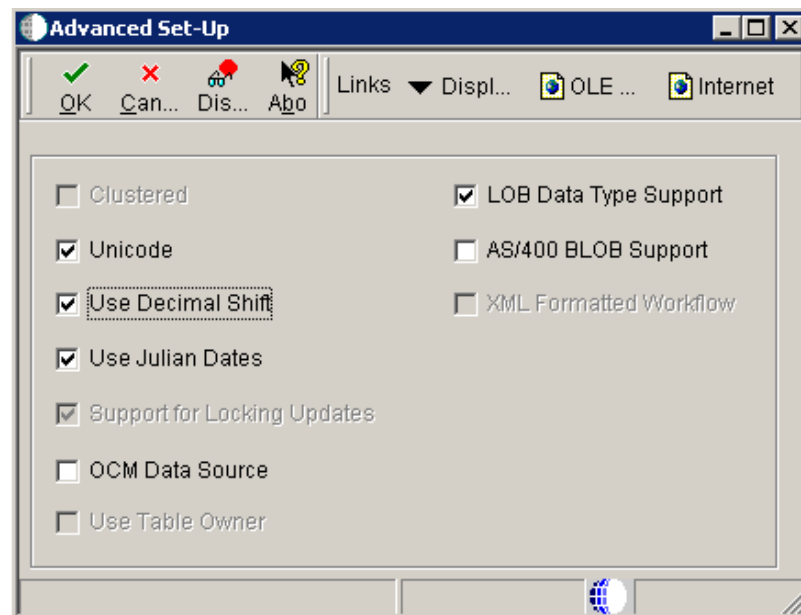 Advanced Set-Up
OK Can... Dis... Abo Links Displ... OLE ... Internet
Clustered
Unicode
Use Decimal Shift
Use Julian Dates
Support for Locking Updates
OCM Data Source
Use Table Owner
LOB Data Type Support
AS/400 BLOB Support
XML Formatted Workflow